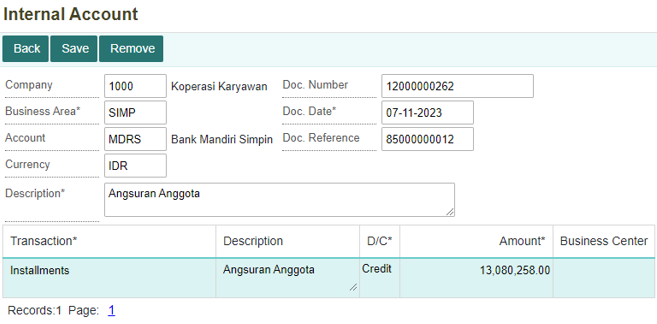 Internal Account
Back Save Remove
Company 1000 Koperasi Karyawan Doc. Number 12000000262
Business Area* SIMP Doc. Date* 07-11-2023
Account MDRS Bank Mandiri Simpin Doc. Reference 85000000012
Currency IDR
Description* Angsuran Anggota
Transaction* Description D/C* Amount* Business Center
Installments Angsuran Anggota Credit 13,080,258.00
Records:1 Page: 1